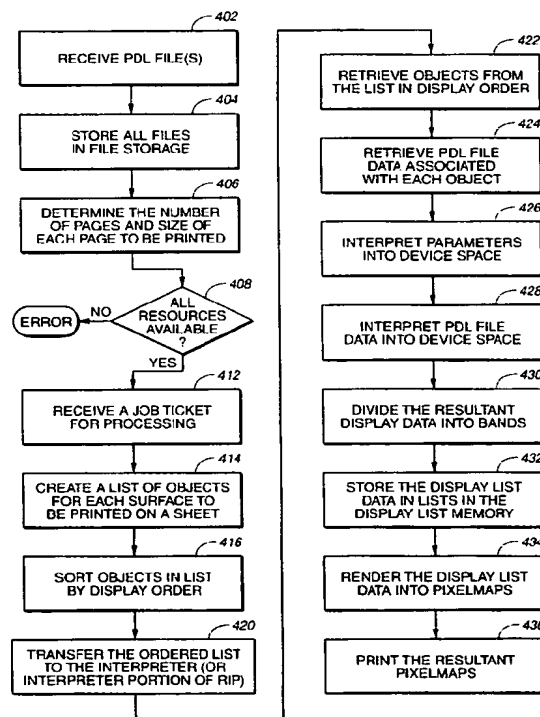 402
RECEIVE PDL FILE(S)
404
STORE ALL FILES
IN FILE STORAGE
406
DETERMINE THE NUMBER
OF PAGES AND SIZE OF
EACH PAGE TO BE PRINTED
408
ALL
RESOURCES
AVAILABLE
?
NO
ERROR
YES
412
RECEIVE A JOB TICKET
FOR PROCESSING
414
CREATE A LIST OF OBJECTS
FOR EACH SURFACE TO
BE PRINTED ON A SHEET
416
SORT OBJECTS IN LIST
BY DISPLAY ORDER
420
TRANSFER THE ORDERED LIST
TO THE INTERPRETER (OR
INTERPRETER PORTION OF RIP)
422
RETRIEVE OBJECTS FROM
THE LIST IN DISPLAY ORDER
424
RETRIEVE PDL FILE
DATA ASSOCIATED
WITH EACH OBJECT
426
INTERPRET PARAMETERS
INTO DEVICE SPACE
428
INTERPRET PDL FILE
DATA INTO DEVICE SPACE
430
DIVIDE THE RESULTANT
DISPLAY DATA INTO BANDS
432
STORE THE DISPLAY LIST
DATA IN LISTS IN THE
DISPLAY LIST MEMORY
434
RENDER THE DISPLAY LIST
DATA INTO PIXELMAPS
436
PRINT THE RESULTANT
PIXELMAPS